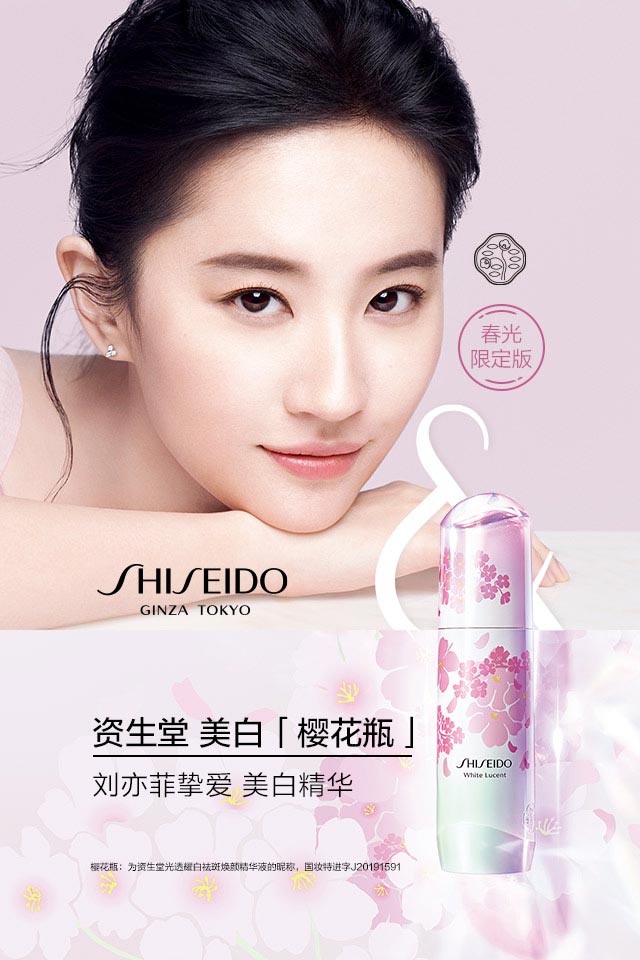 春光
限定版
&
SHISEIDO
GINZA TOKYO
资生堂 美白「樱花瓶」
刘亦菲挚爱 美白精华
SHISEIDO
White Lucent
樱花瓶：为资生堂光透耀白祛斑焕颜精华液的昵称，国妆特进字J20191591